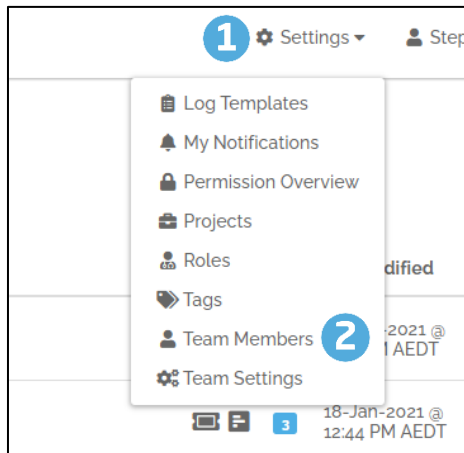 1 Settings
Step
Log Templates
My Notifications
Permission Overview
Projects
Roles
dified
Tags
Team Members 2
-2021 @
M AEDT
Team Settings
3
18-Jan-2021 @
12:44 PM AEDT